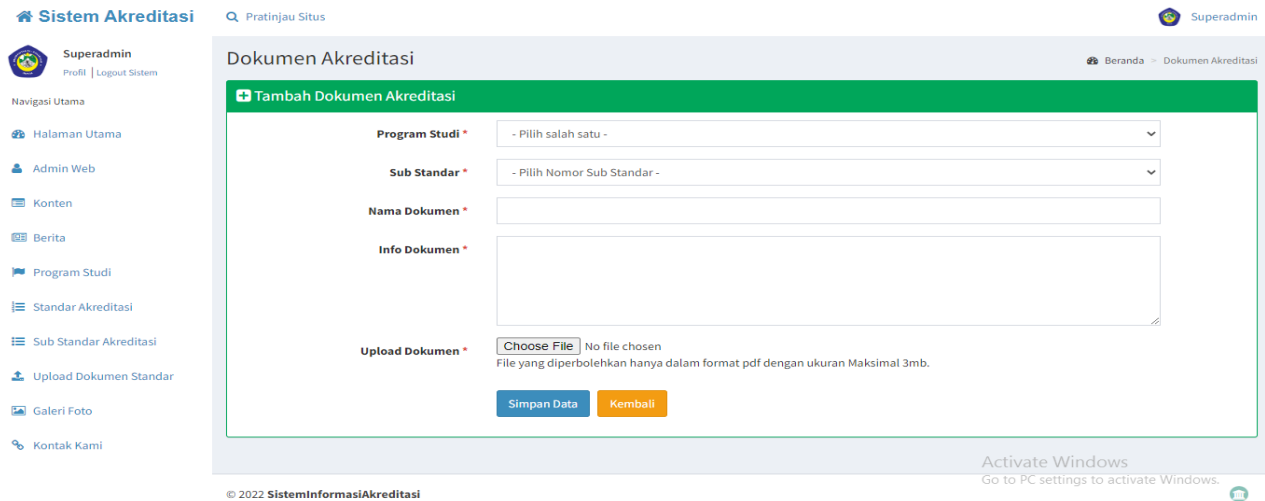 Sistem Akreditasi
Pratinjau Situs
Superadmin
Superadmin
Profil | Logout Sistem
Navigasi Utama
Halaman Utama
Admin Web
Konten
Berita
Program Studi
Standar Akreditasi
Sub Standar Akreditasi
Upload Dokumen Standar
Galeri Foto
Kontak Kami
Dokumen Akreditasi
Beranda > Dokumen Akreditasi
Tambah Dokumen Akreditasi
Program Studi * - Pilih salah satu -
Sub Standar * - Pilih Nomor Sub Standar -
Nama Dokumen *
Info Dokumen *
Upload Dokumen * Choose File No file chosen
File yang diperbolehkan hanya dalam format pdf dengan ukuran Maksimal 3mb.
Simpan Data Kembali
Activate Windows
Go to PC settings to activate Windows.
© 2022 SistemInformasiAkreditasi